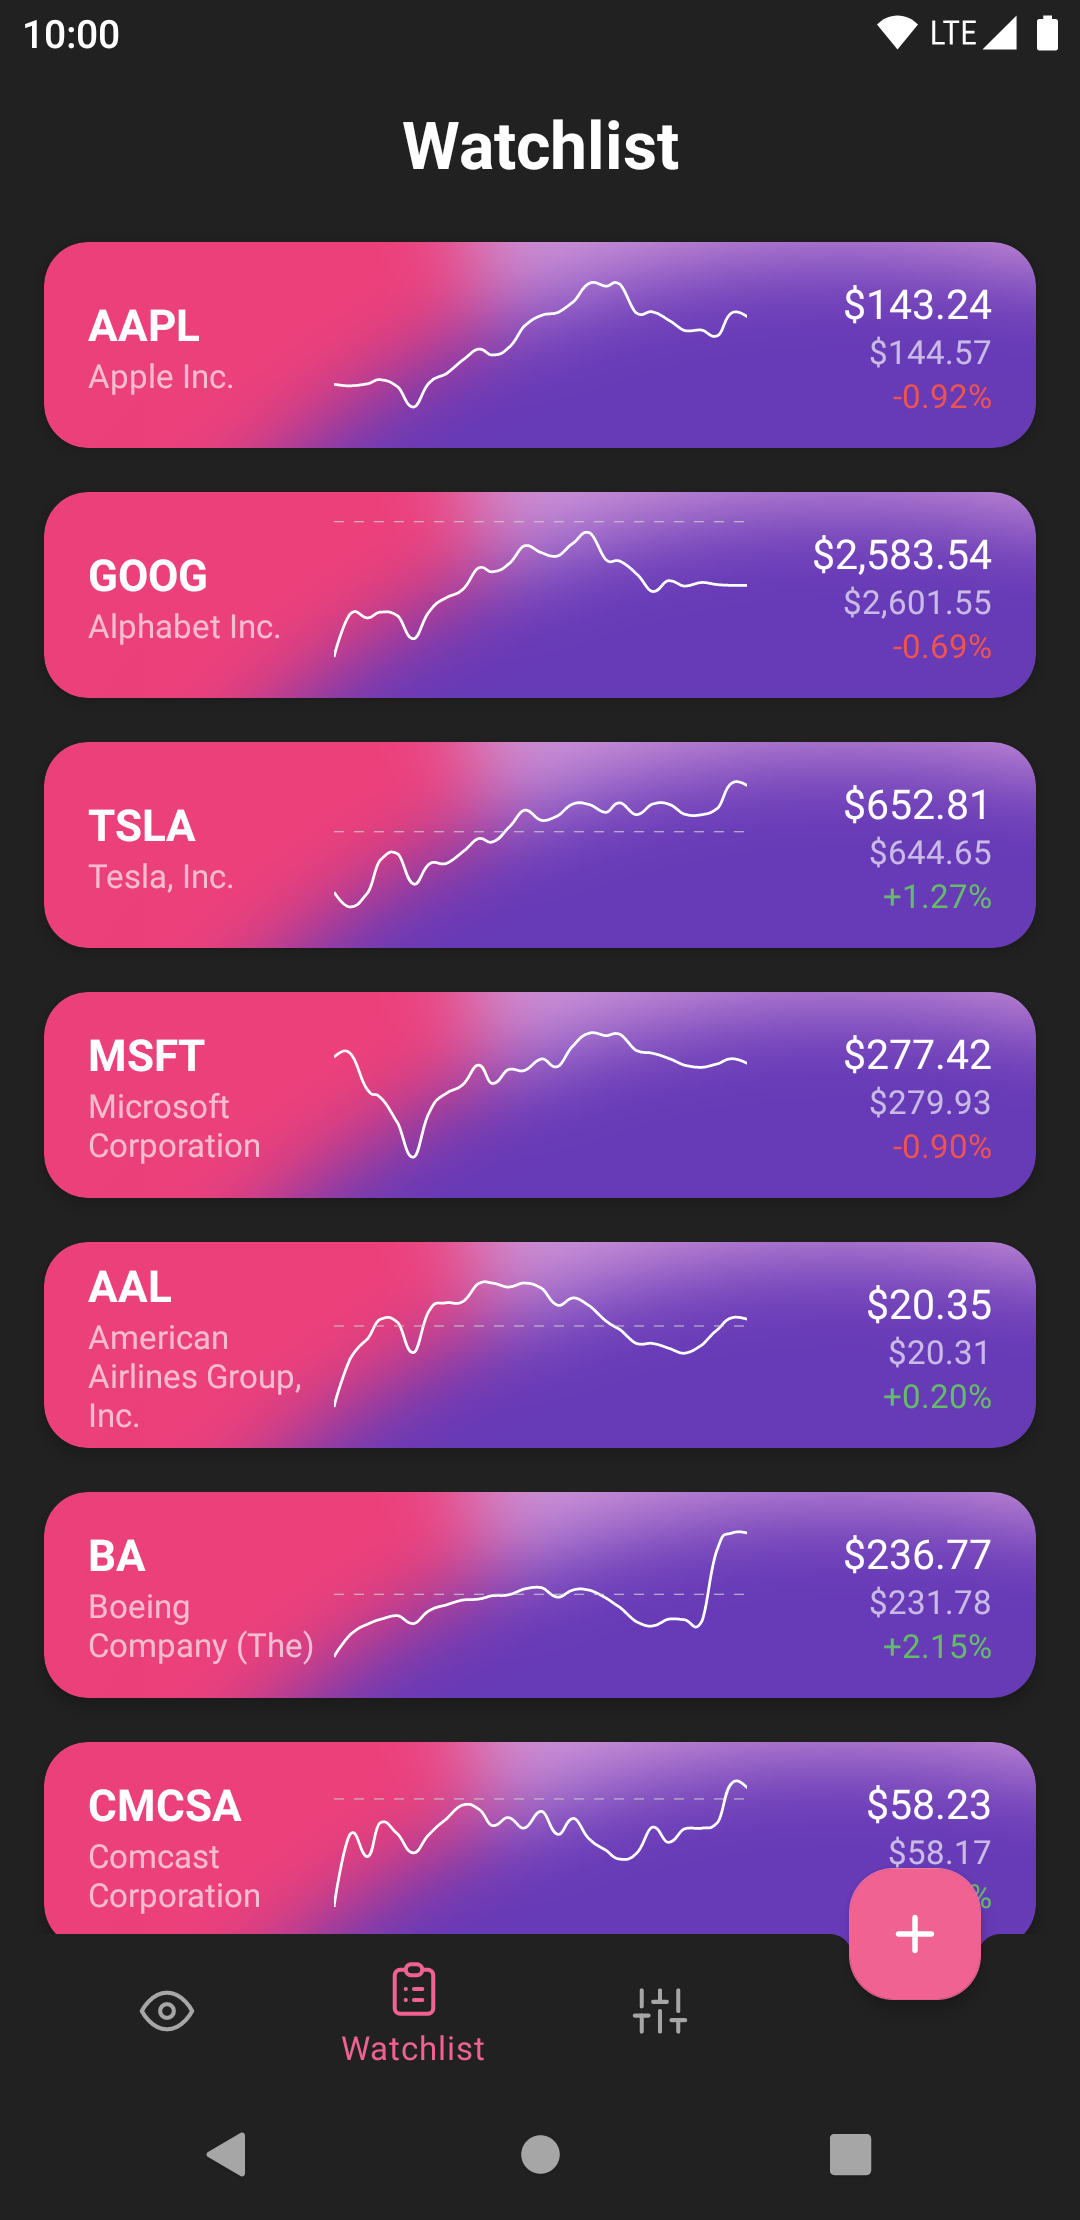 10:00
LTE
Watchlist
AAPL
Apple Inc.
$143.24
$144.57
-0.92%
GOOG
Alphabet Inc.
$2,583.54
$2,601.55
-0.69%
TSLA
Tesla, Inc.
$652.81
$644.65
+1.27%
MSFT
Microsoft
Corporation
$277.42
$279.93
-0.90%
AAL
American
Airlines Group,
Inc.
$20.35
$20.31
+0.20%
BA
Boeing
Company (The)
$236.77
$231.78
+2.15%
CMCSA
Comcast
Corporation
$58.23
$58.17
%
Watchlist